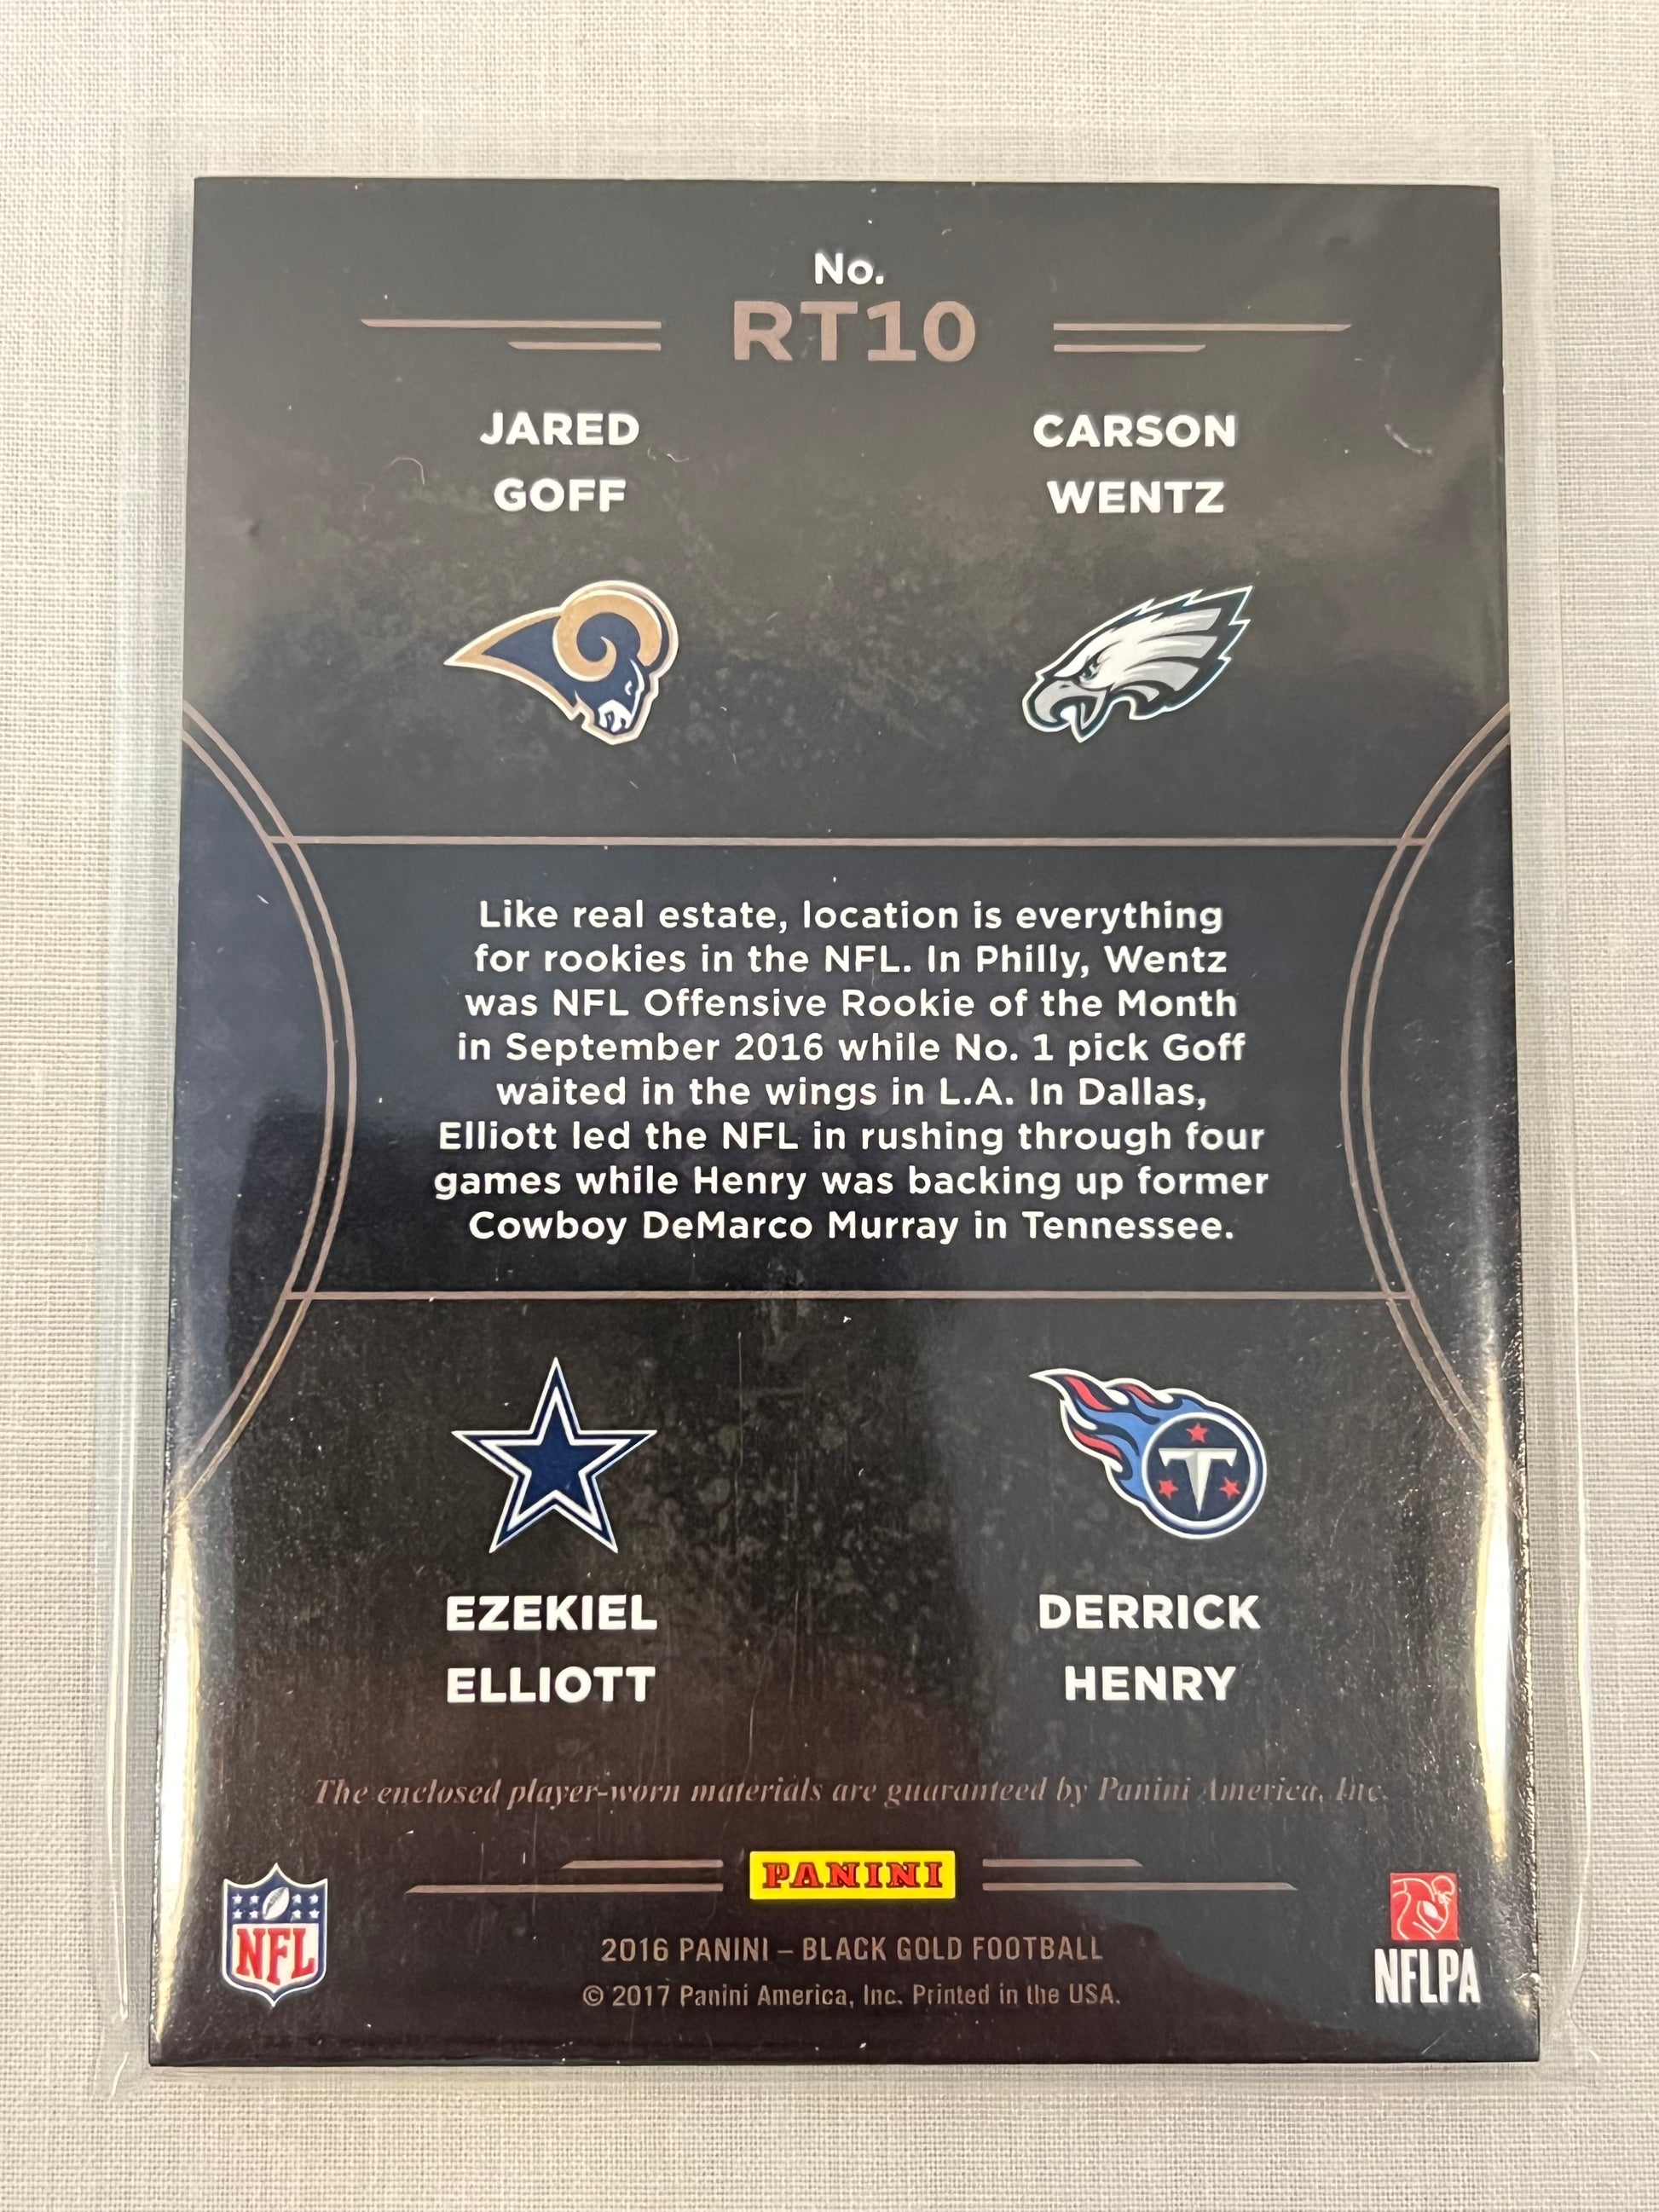 No.
RT10
JARED
GOFF
CARSON
WENTZ
Like real estate, location is everything
for rookies in the NFL. In Philly, Wentz
was NFL Offensive Rookie of the Month
in September 2016 while No. 1 pick Goff
waited in the wings in L.A. In Dallas,
Elliott led the NFL in rushing through four
games while Henry was backing up former
Cowboy DeMarco Murray in Tennessee.
T
EZEKIEL
ELLIOTT
DERRICK
HENRY
The enclosed player-worn materials are guaranteed by Panini America, Inc.
PANINI
NFL
2016 PANINI – BLACK GOLD FOOTBALL
© 2017 Panini America, Inc. Printed in the USA.
NFLPA